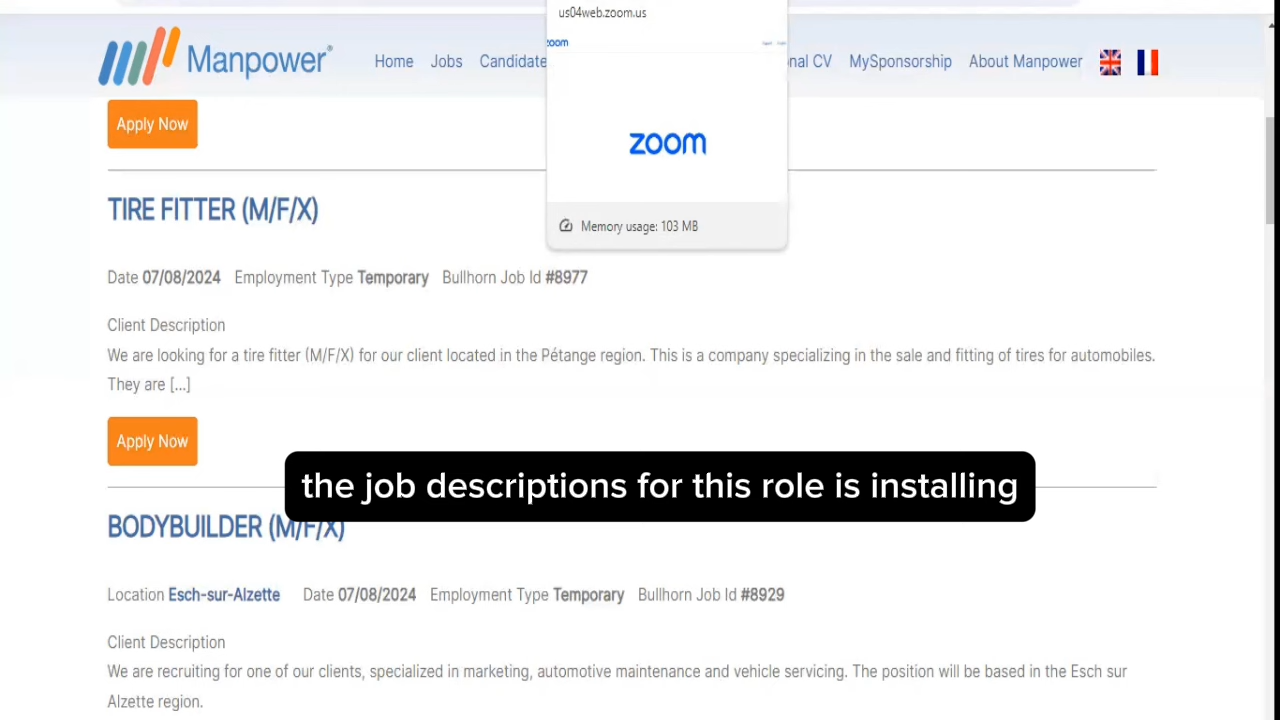 us04web.zoom.us
zoom
Manpower®
Home Jobs Candidate
nal CV MySponsorship About Manpower
zoom
Apply Now
Memory usage: 103 MB
TIRE FITTER (M/F/X)
Date 07/08/2024 Employment Type Temporary Bullhorn Job Id #8977
Client Description
We are looking for a tire fitter (M/F/X) for our client located in the Pétange region. This is a company specializing in the sale and fitting of tires for automobiles.
They are [...]
Apply Now
the job descriptions for this role is installing
BODYBUILDER (M/F/X)
Location Esch-sur-Alzette Date 07/08/2024 Employment Type Temporary Bullhorn Job Id #8929
Client Description
We are recruiting for one of our clients, specialized in marketing, automotive maintenance and vehicle servicing. The position will be based in the Esch sur
Alzette region.